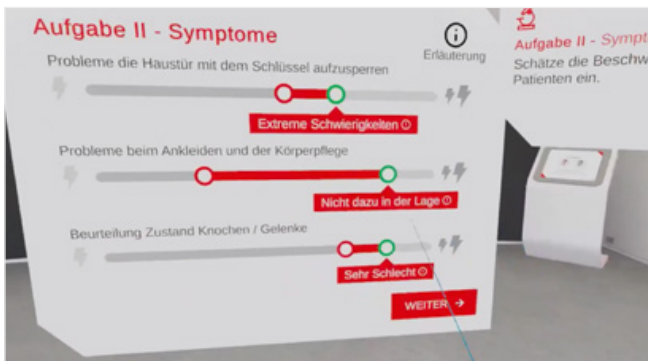 Aufgabe II - Symptome
Erläuterung
Probleme die Haustür mit dem Schlüssel aufzusperren
Extreme Schwierigkeiten
Probleme beim Ankleiden und der Körperpflege
Nicht dazu in der Lage
Beurteilung Zustand Knochen / Gelenke
Sehr Schlecht
WEITER →
Aufgabe II - Sympt
Schätze die Beschw
Patienten ein.